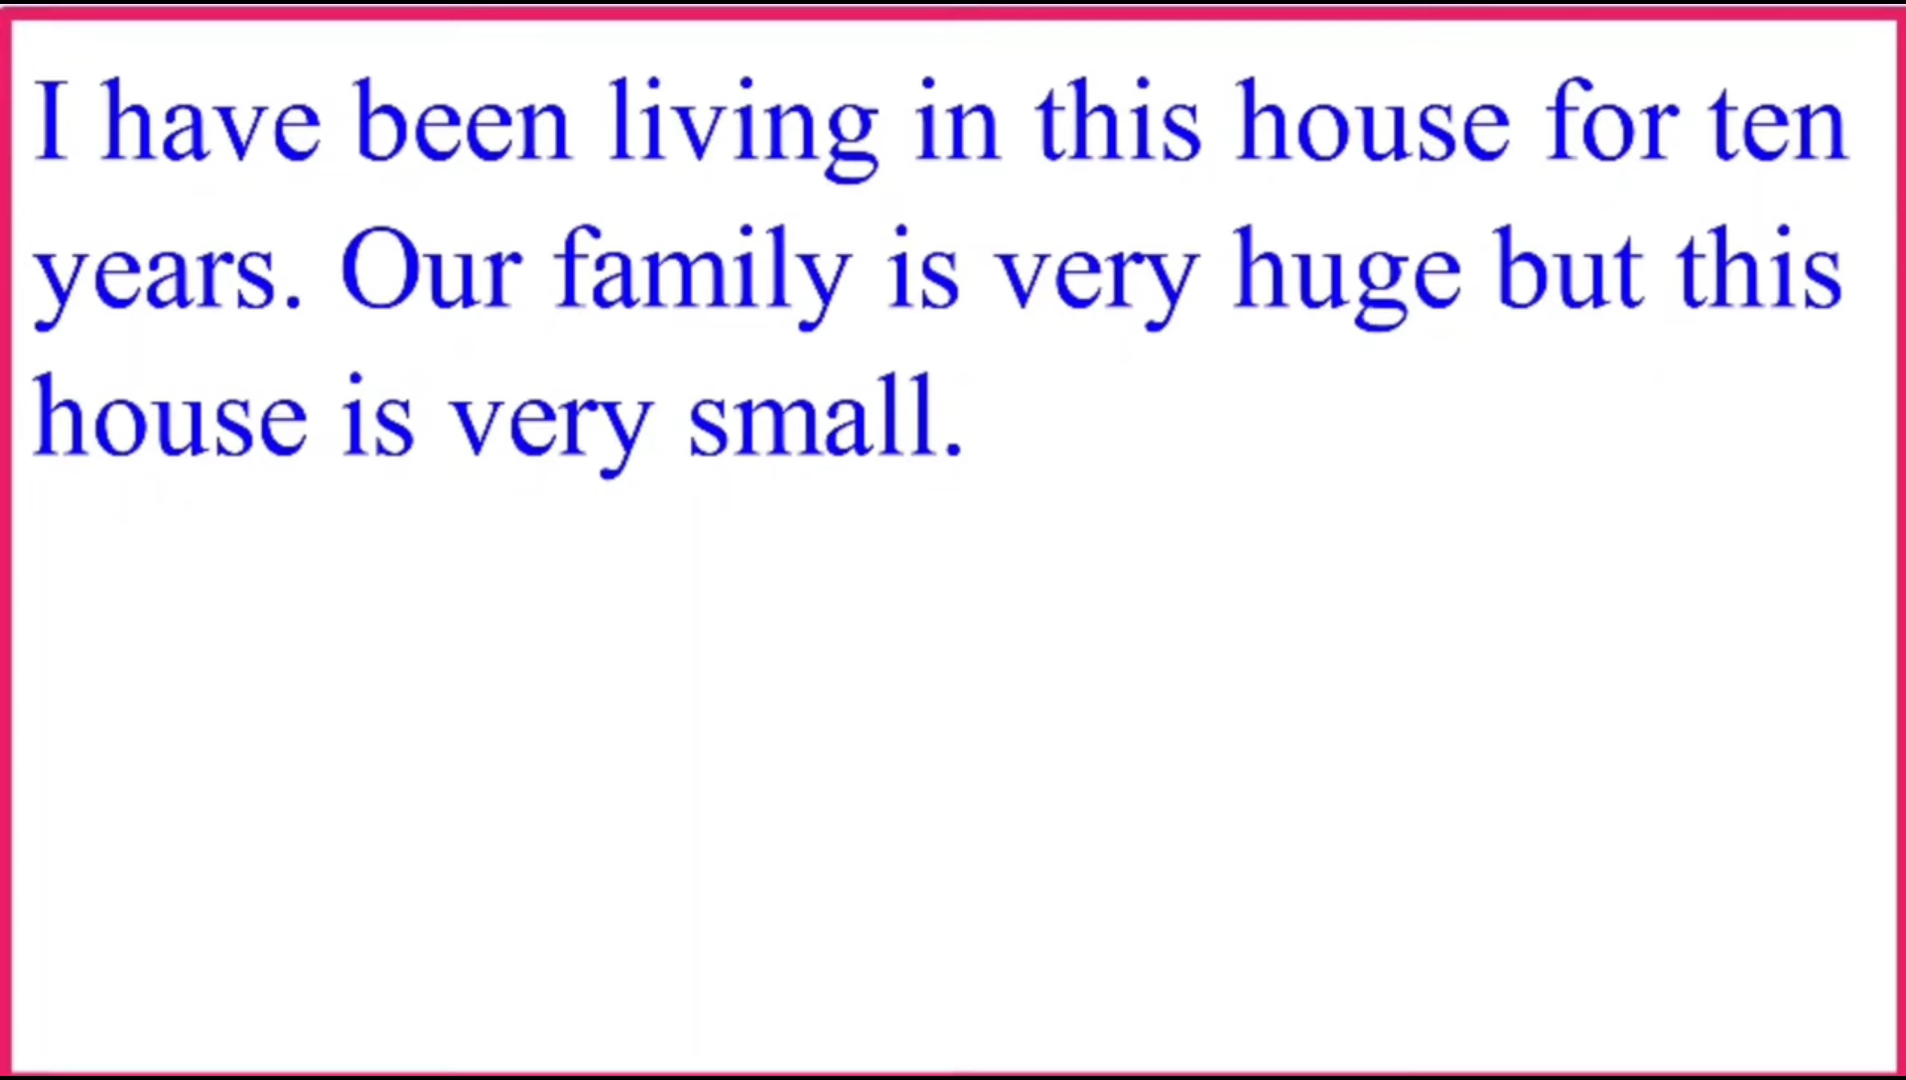 I have been living in this house for ten
years. Our family is very huge but this
house is very small.